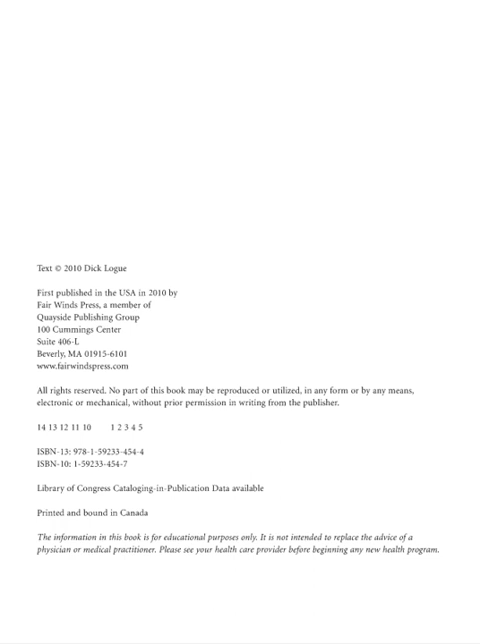 Text © 2010 Dick Logue
First published in the USA in 2010 by
Fair Winds Press, a member of
Quayside Publishing Group
100 Cummings Center
Suite 406-L
Beverly, MA 01915-6101
www.fairwindspress.com
All rights reserved. No part of this book may be reproduced or utilized, in any form or by any means,
electronic or mechanical, without prior permission in writing from the publisher.
14 13 12 11 10 1 2 3 4 5
ISBN-13: 978-1-59233-454-4
ISBN-10: 1-59233-454-7
Library of Congress Cataloging-in-Publication Data available
Printed and bound in Canada
The information in this book is for educational purposes only. It is not intended to replace the advice of a
physician or medical practitioner. Please see your health care provider before beginning any new health program.